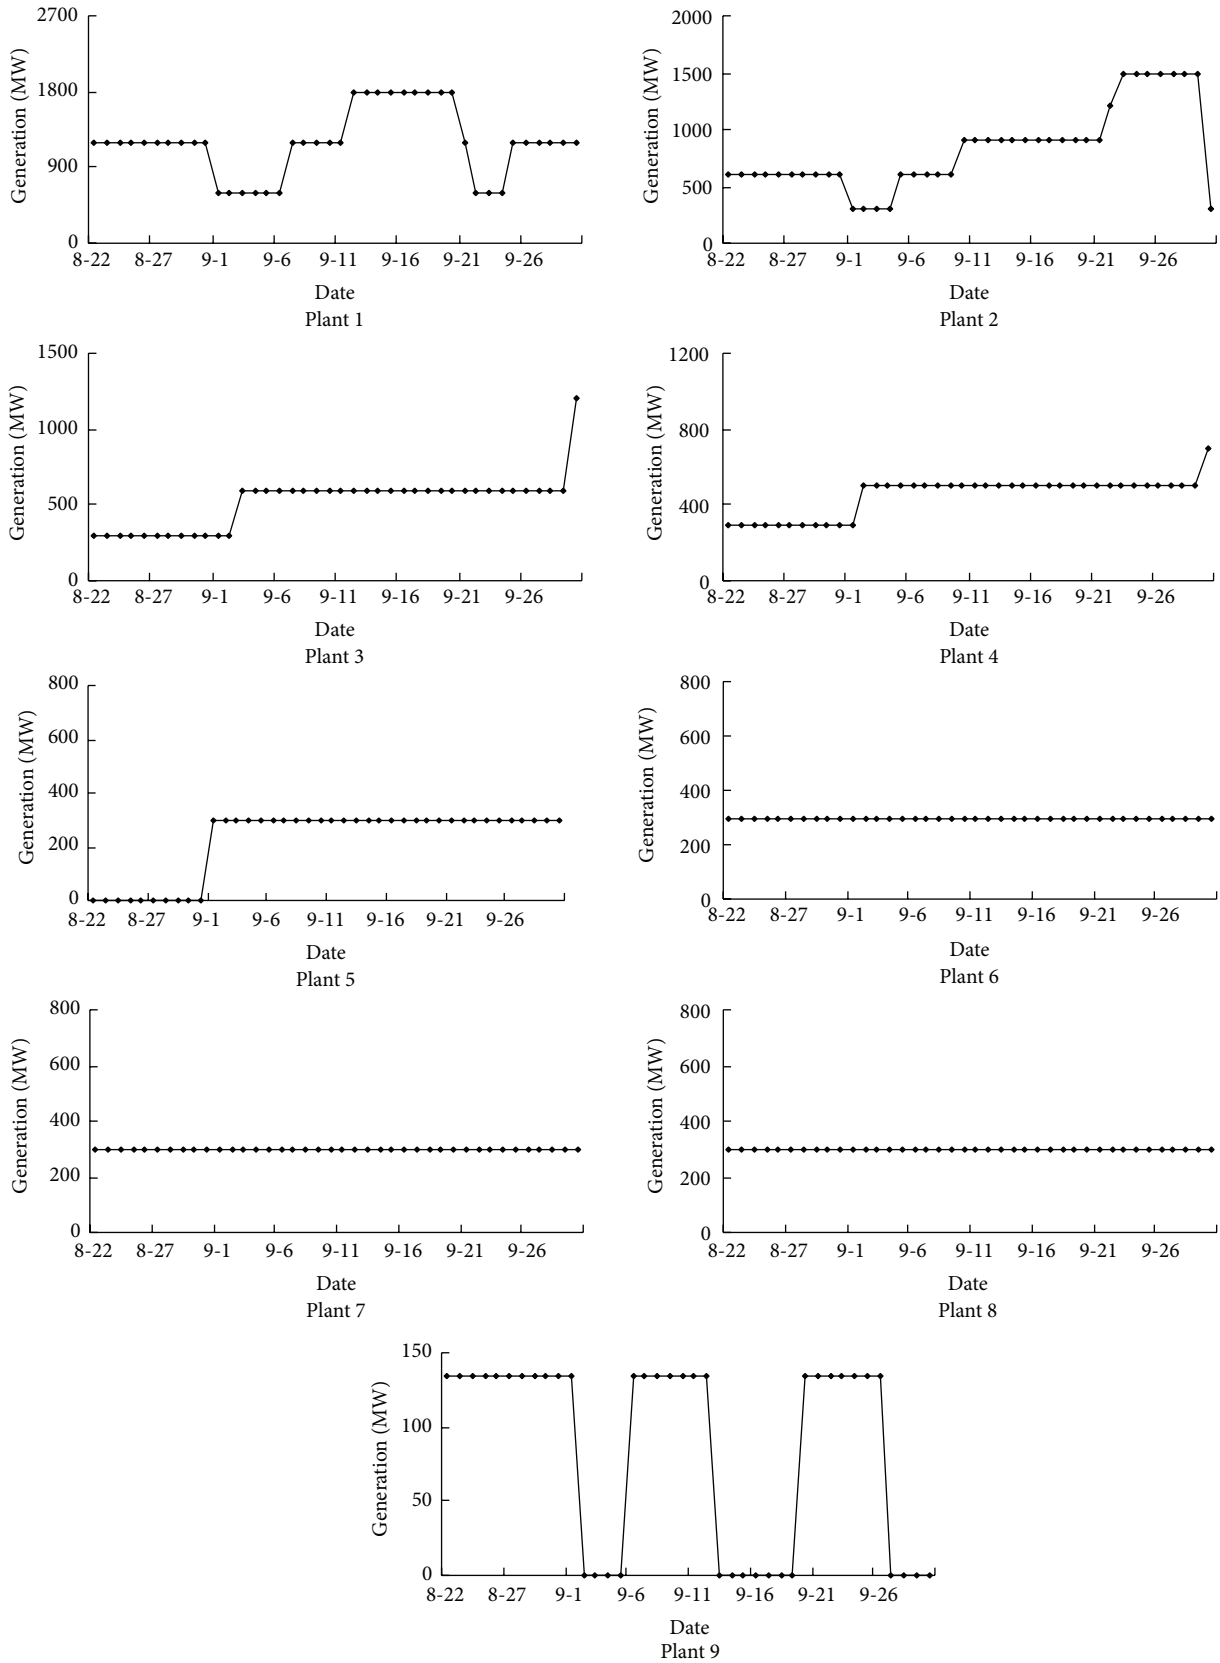 2700
1800
900
0
Generation (MW)
8-22 8-27 9-1 9-6 9-11 9-16 9-21 9-26
Date
Plant 1
2000
1500
1000
500
0
Generation (MW)
8-22 8-27 9-1 9-6 9-11 9-16 9-21 9-26
Date
Plant 2
1500
1000
500
0
Generation (MW)
8-22 8-27 9-1 9-6 9-11 9-16 9-21 9-26
Date
Plant 3
1200
800
400
0
Generation (MW)
8-22 8-27 9-1 9-6 9-11 9-16 9-21 9-26
Date
Plant 4
800
600
400
200
0
Generation (MW)
8-22 8-27 9-1 9-6 9-11 9-16 9-21 9-26
Date
Plant 5
800
600
400
200
0
Generation (MW)
8-22 8-27 9-1 9-6 9-11 9-16 9-21 9-26
Date
Plant 6
800
600
400
200
0
Generation (MW)
8-22 8-27 9-1 9-6 9-11 9-16 9-21 9-26
Date
Plant 7
800
600
400
200
0
Generation (MW)
8-22 8-27 9-1 9-6 9-11 9-16 9-21 9-26
Date
Plant 8
150
100
50
0
Generation (MW)
8-22 8-27 9-1 9-6 9-11 9-16 9-21 9-26
Date
Plant 9